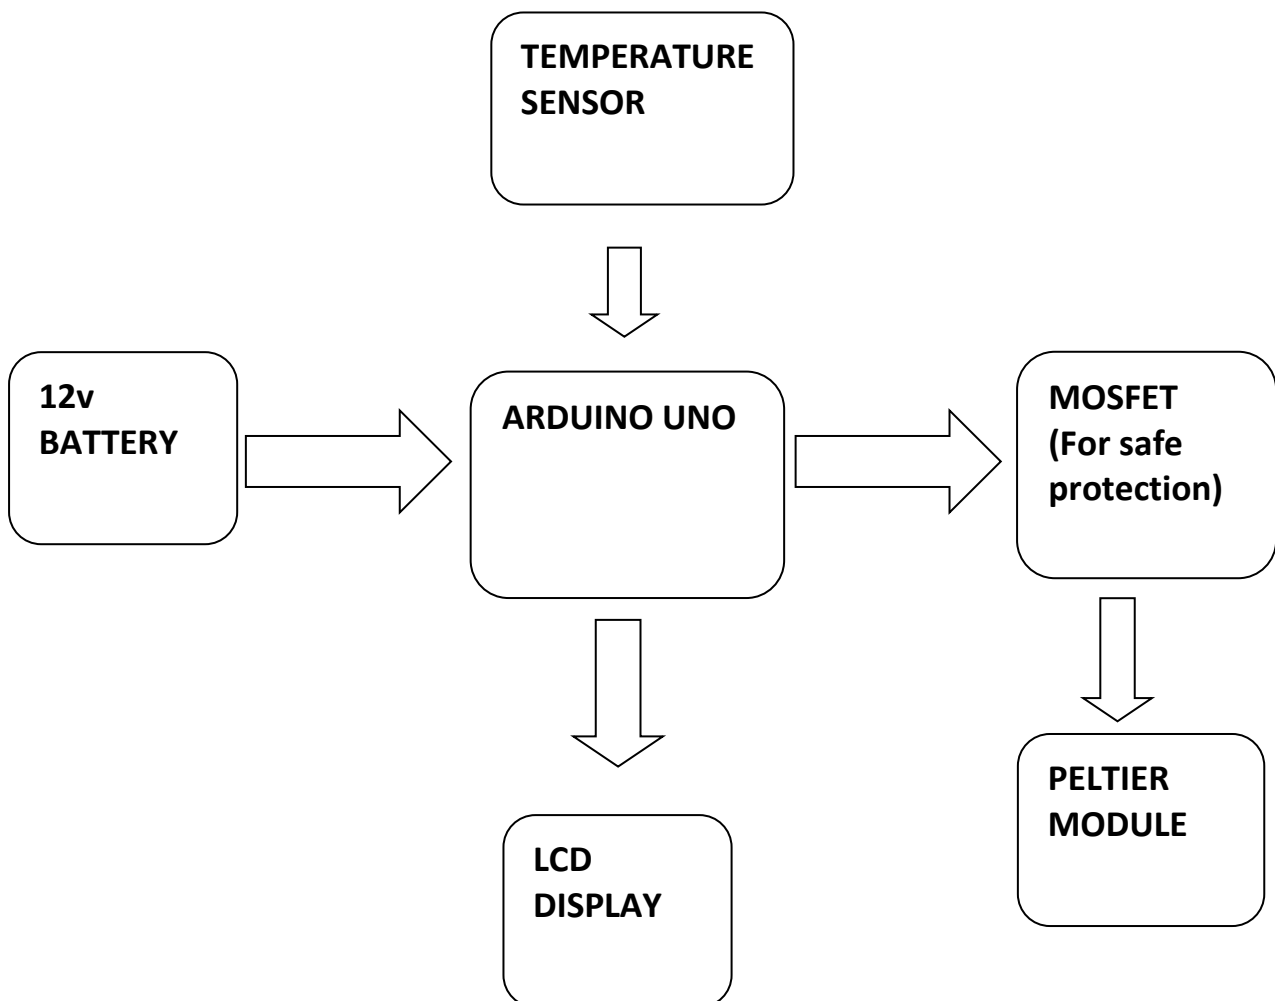 TEMPERATURE
SENSOR
12v
BATTERY
ARDUINO UNO
MOSFET
(For safe
protection)
LCD
DISPLAY
PELTIER
MODULE